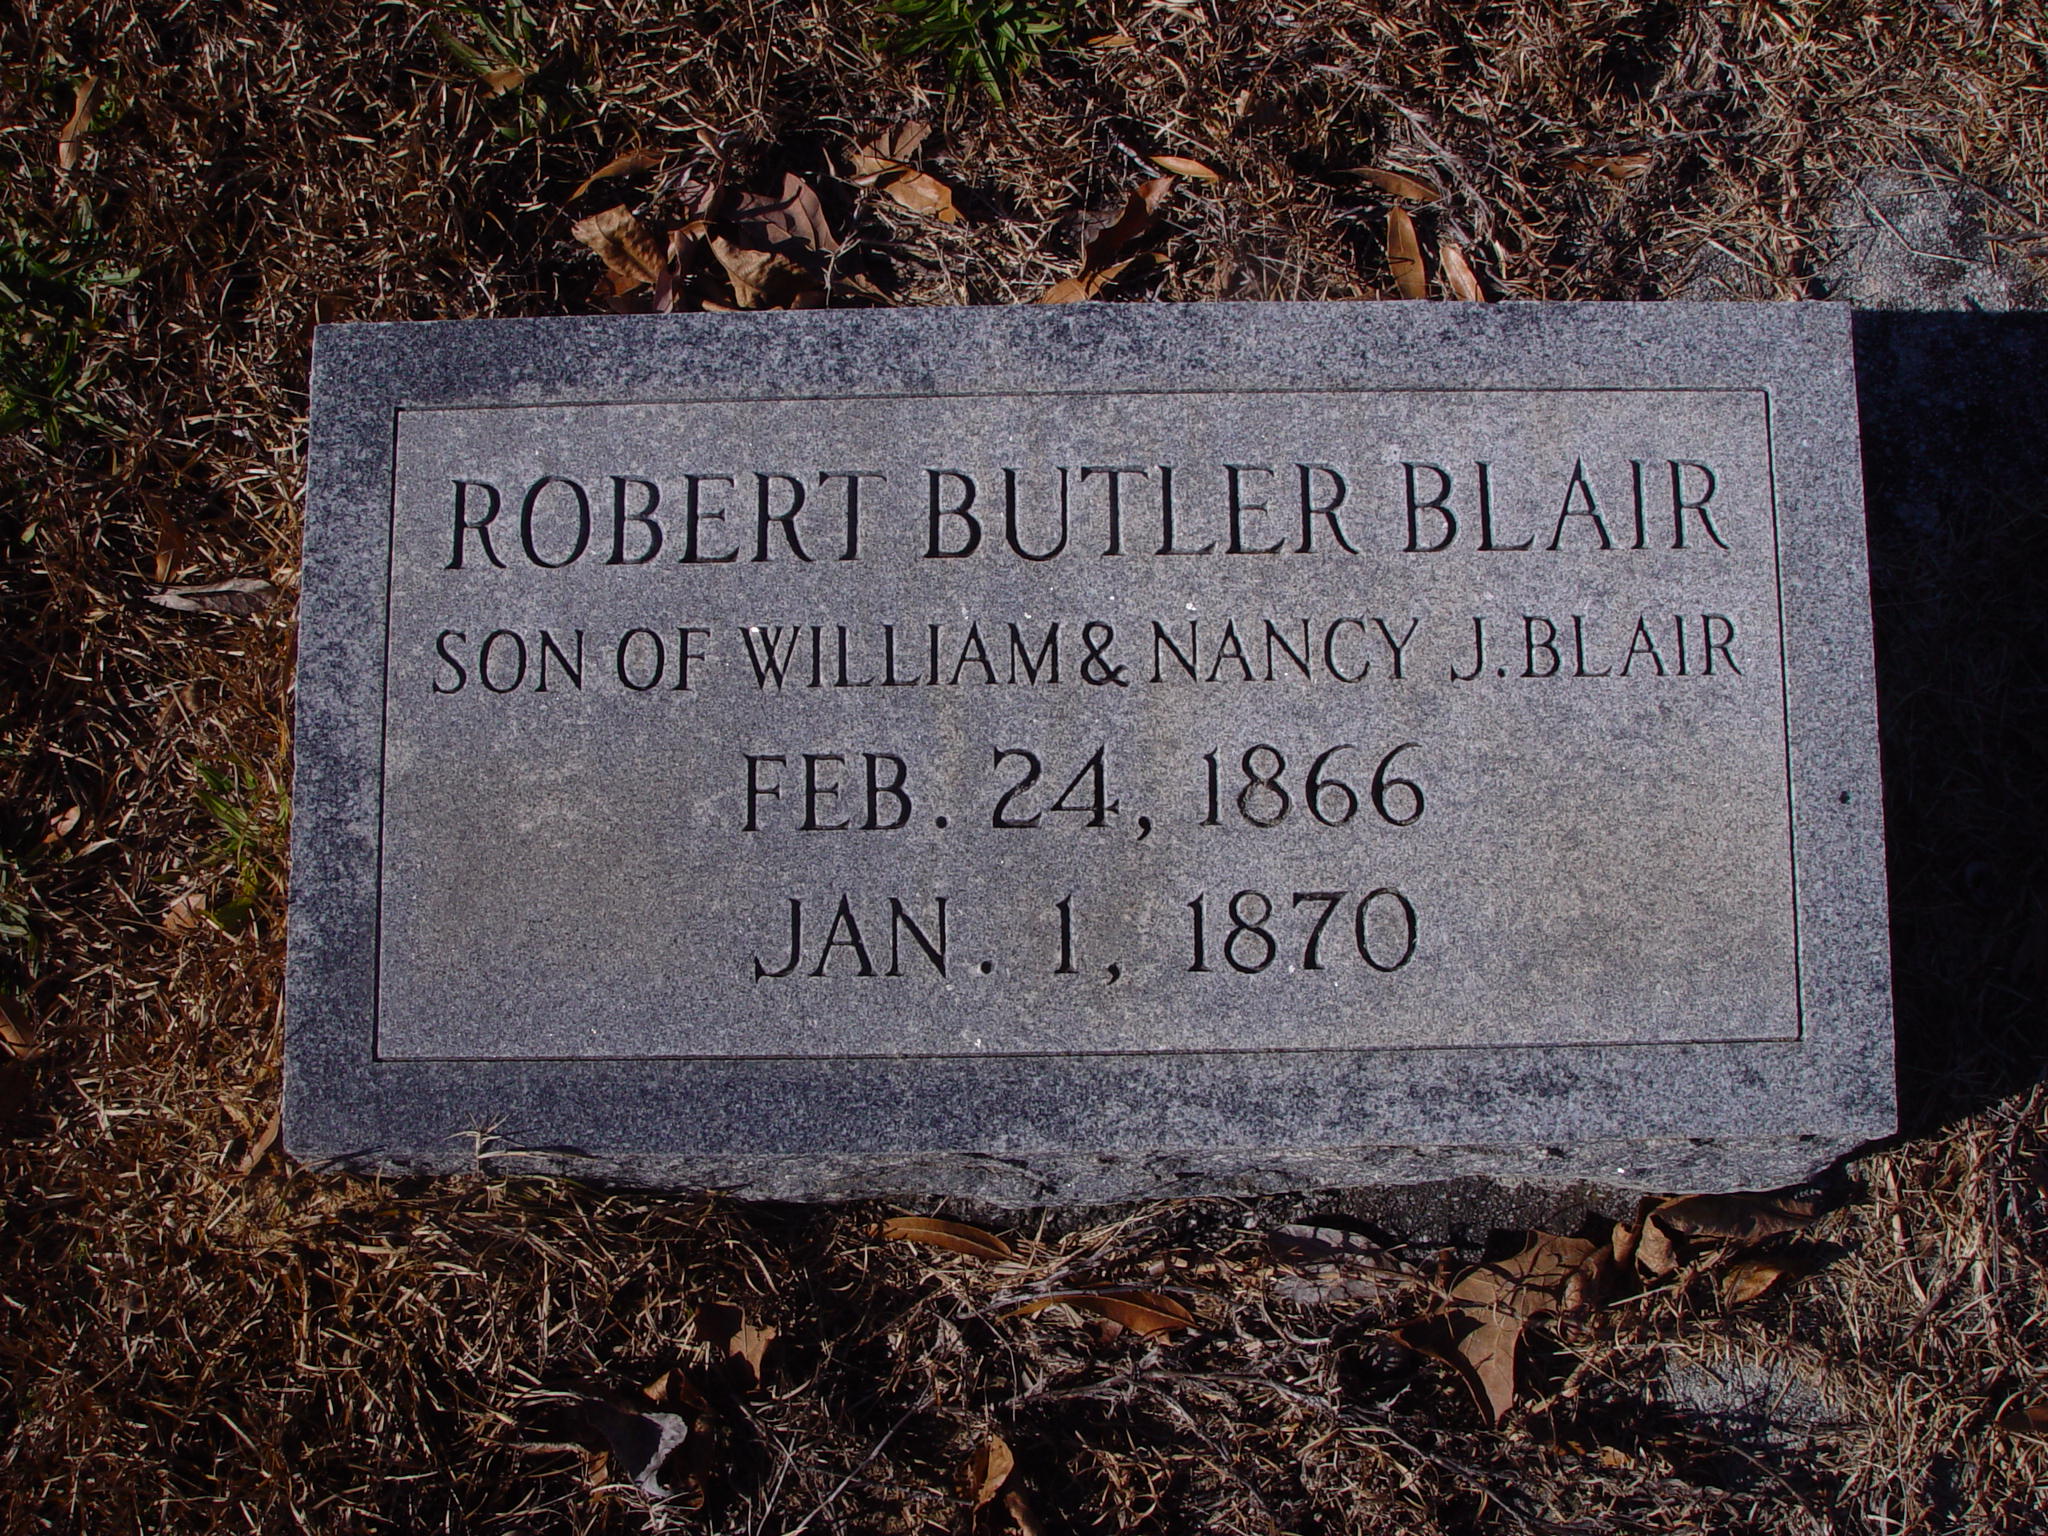 ROBERT BUTLER BLAIR
SON OF WILLIAM & NANCY J. BLAIR
FEB. 24, 1866
JAN. 1, 1870